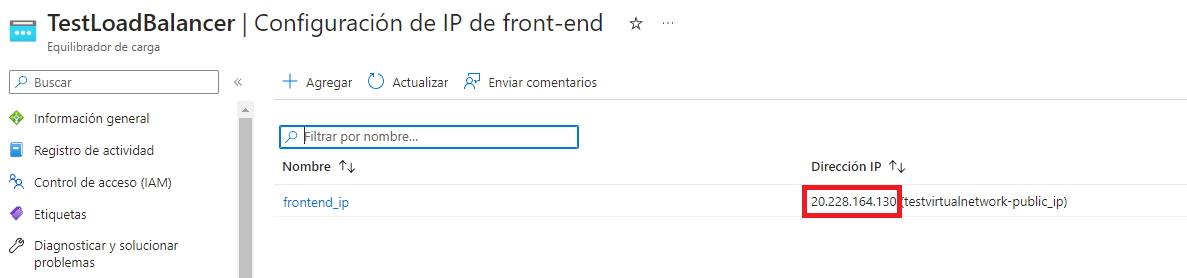 TestLoadBalancer | Configuración de IP de front-end
Equilibrador de carga
Buscar
Agregar
Actualizar
Enviar comentarios
Información general
Registro de actividad
Control de acceso (IAM)
Etiquetas
Diagnosticar y solucionar
problemas
Filtrar por nombre...
Nombre
Dirección IP
frontend_ip
20.228.164.130 (testvirtualnetwork-public_ip)